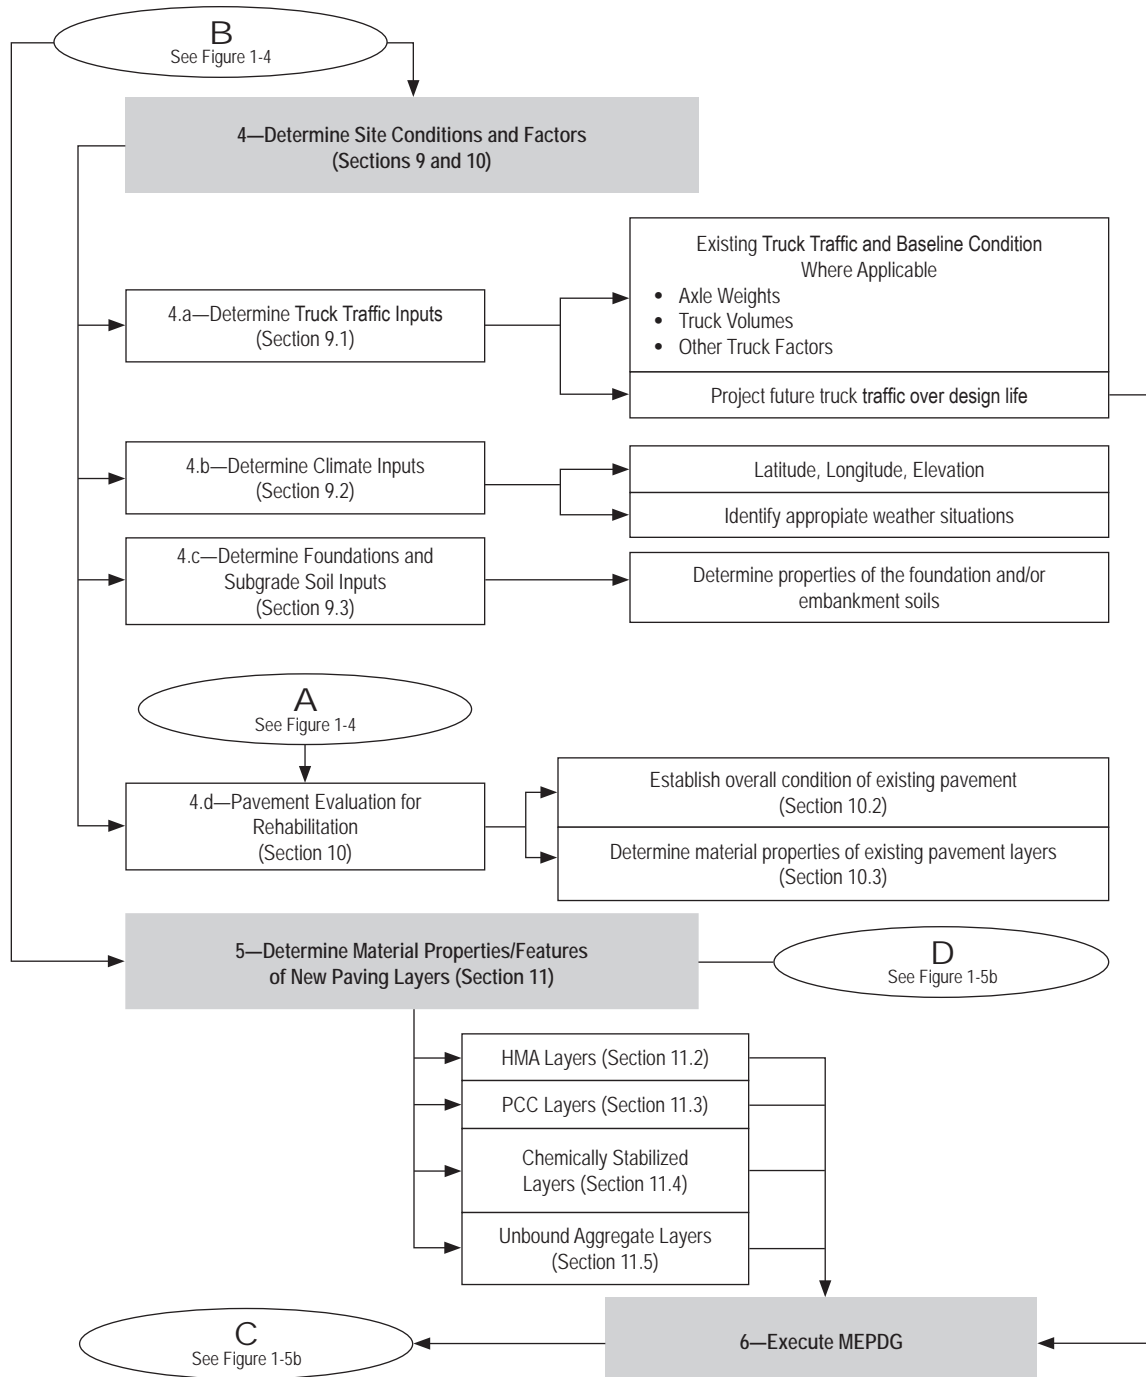 B
See Figure 1-4
4—Determine Site Conditions and Factors
(Sections 9 and 10)
Existing Truck Traffic and Baseline Condition
Where Applicable
• Axle Weights
• Truck Volumes
• Other Truck Factors
4.a—Determine Truck Traffic Inputs
(Section 9.1)
Project future truck traffic over design life
4.b—Determine Climate Inputs
(Section 9.2)
Latitude, Longitude, Elevation
Identify appropiate weather situations
4.c—Determine Foundations and
Subgrade Soil Inputs
(Section 9.3)
Determine properties of the foundation and/or
embankment soils
A
See Figure 1-4
4.d—Pavement Evaluation for
Rehabilitation
(Section 10)
Establish overall condition of existing pavement
(Section 10.2)
Determine material properties of existing pavement layers
(Section 10.3)
5—Determine Material Properties/Features
of New Paving Layers (Section 11)
D
See Figure 1-5b
HMA Layers (Section 11.2)
PCC Layers (Section 11.3)
Chemically Stabilized
Layers (Section 11.4)
Unbound Aggregate Layers
(Section 11.5)
C
See Figure 1-5b
6—Execute MEPDG